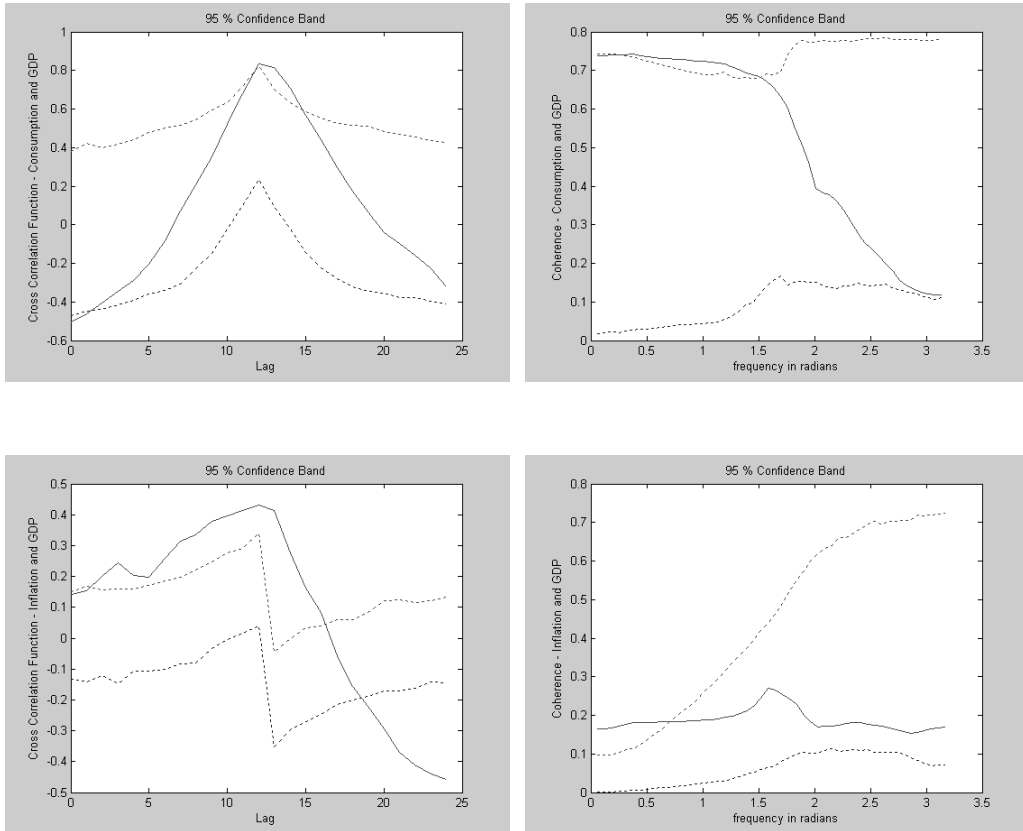 95 % Confidence Band
Cross Correlation Function - Consumption and GDP
1
0.8
0.6
0.4
0.2
0
-0.2
-0.4
-0.6
0 5 10 15 20 25
Lag
95 % Confidence Band
Coherence - Consumption and GDP
0.8
0.7
0.6
0.5
0.4
0.3
0.2
0.1
0
0 0.5 1 1.5 2 2.5 3 3.5
frequency in radians
95 % Confidence Band
Cross Correlation Function - Inflation and GDP
0.5
0.4
0.3
0.2
0.1
0
-0.1
-0.2
-0.3
-0.4
-0.5
0 5 10 15 20 25
Lag
95 % Confidence Band
Coherence - Inflation and GDP
0.8
0.7
0.6
0.5
0.4
0.3
0.2
0.1
0
0 0.5 1 1.5 2 2.5 3 3.5
frequency in radians